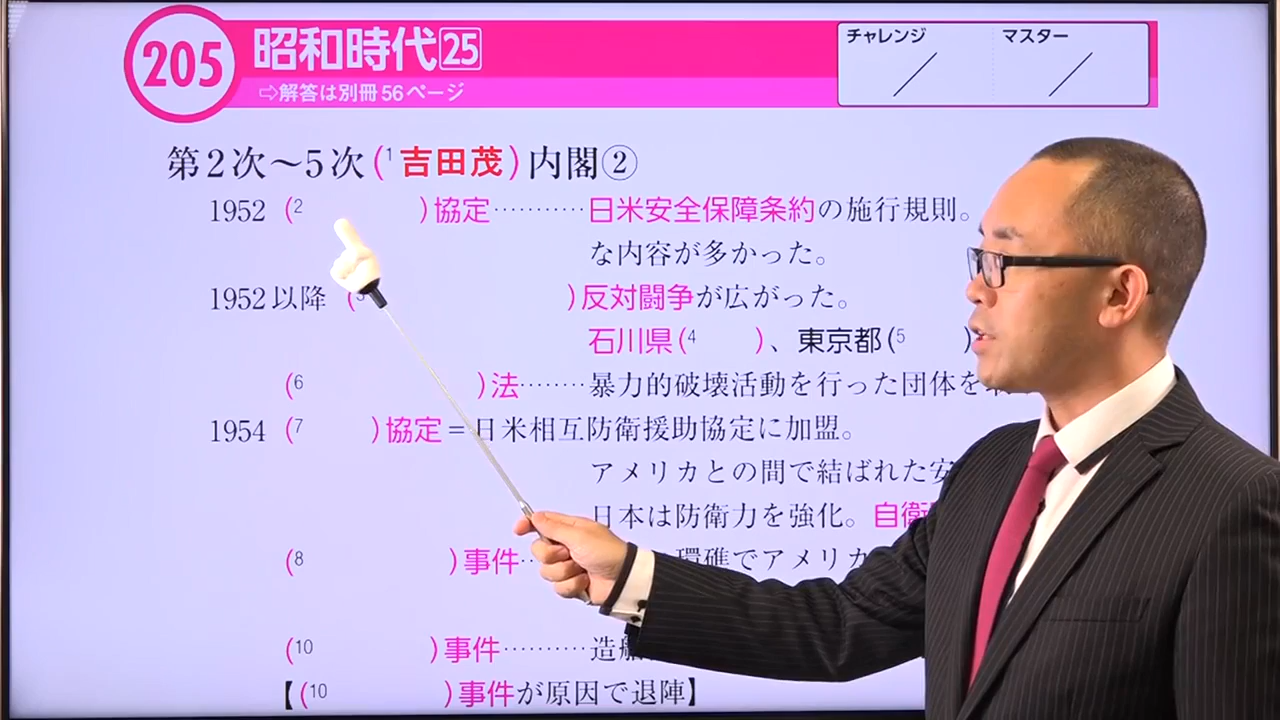 205 昭和時代25
⇨解答は別冊56ページ
チャレンジ マスター
第2次~5次(1 吉田茂)内閣②
1952 (2 )協定………… 日米安全保障条約の施行規則。
な内容が多かった。
1952以降 (3 )反対闘争が広がった。
石川県(4 )、東京都(5 )
(6 )法…… 暴力的破壊活動を行った団体を
1954 (7 )協定=日米相互防衛援助協定に加盟。
アメリカとの間で結ばれた安
日本は防衛力を強化。自衛
(8 )事件… 環礁でアメリカ
(10 )事件………… 造船
【(10 )事件が原因で退陣】